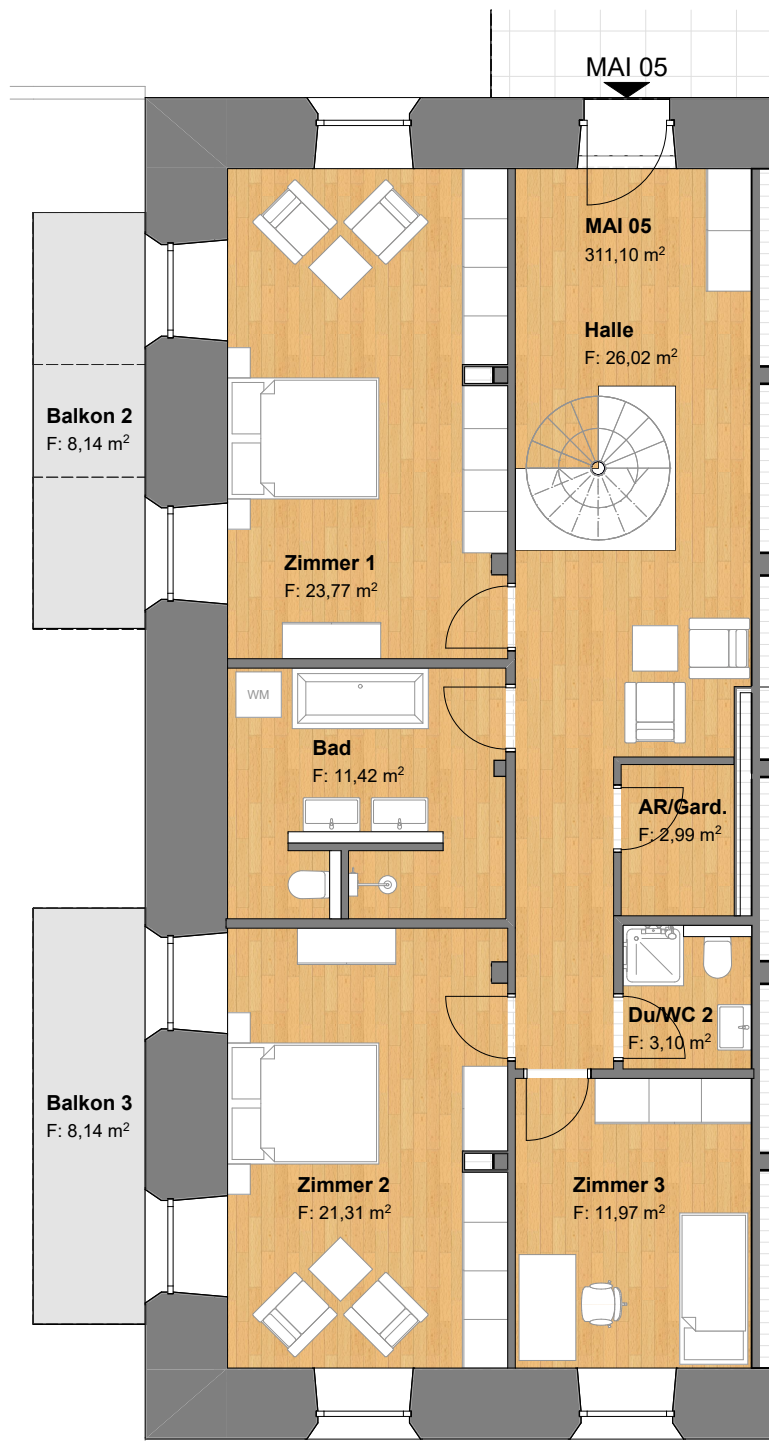 MAI 05
MAI 05
311,10 m²
Halle
F: 26,02 m²
Balkon 2
F: 8,14 m²
Zimmer 1
F: 23,77 m²
WM
Bad
F: 11,42 m²
AR/Gard.
F: 2,99 m²
Du/WC 2
F: 3,10 m²
Balkon 3
F: 8,14 m²
Zimmer 2
F: 21,31 m²
Zimmer 3
F: 11,97 m²